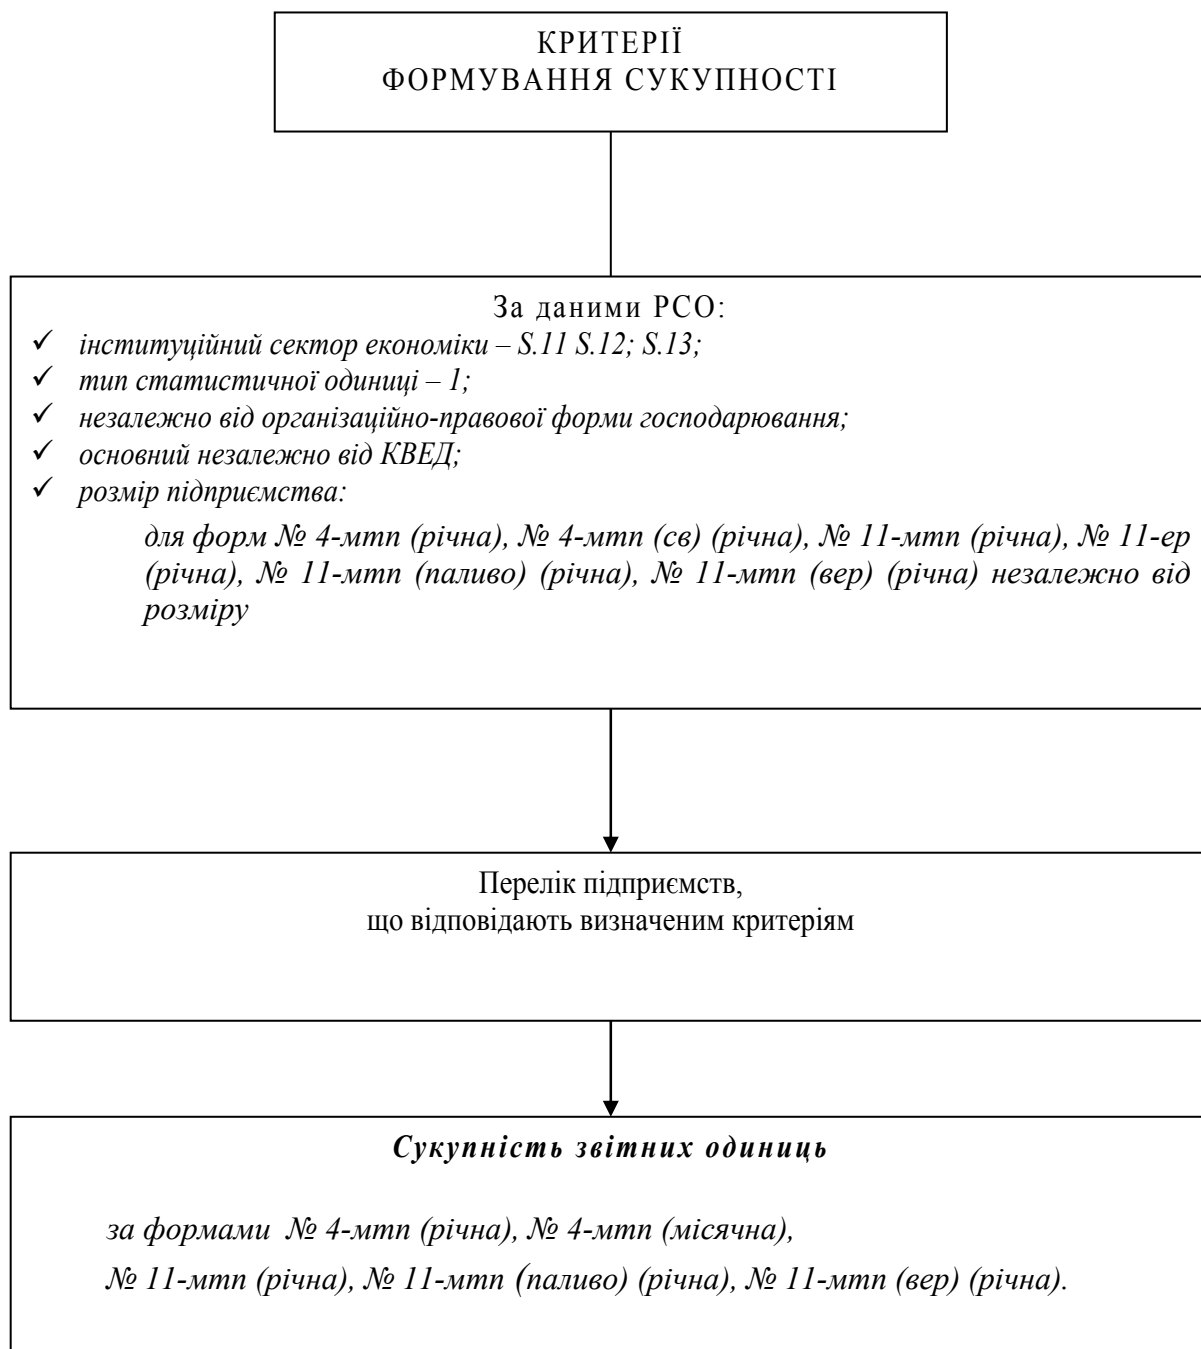 КРИТЕРІЇ
ФОРМУВАННЯ СУКУПНОСТІ
За даними РСО:
✓ інституційний сектор економіки – S.11 S.12; S.13;
✓ тип статистичної одиниці – 1;
✓ незалежно від організаційно-правової форми господарювання;
✓ основний незалежно від КВЕД;
✓ розмір підприємства:
для форм № 4-мтп (річна), № 4-мтп (св) (річна), № 11-мтп (річна), № 11-ер
(річна), № 11-мтп (паливо) (річна), № 11-мтп (вер) (річна) незалежно від
розміру
Перелік підприємств,
що відповідають визначеним критеріям
Сукупність звітних одиниць
за формами № 4-мтп (річна), № 4-мтп (місячна),
№ 11-мтп (річна), № 11-мтп (паливо) (річна), № 11-мтп (вер) (річна).